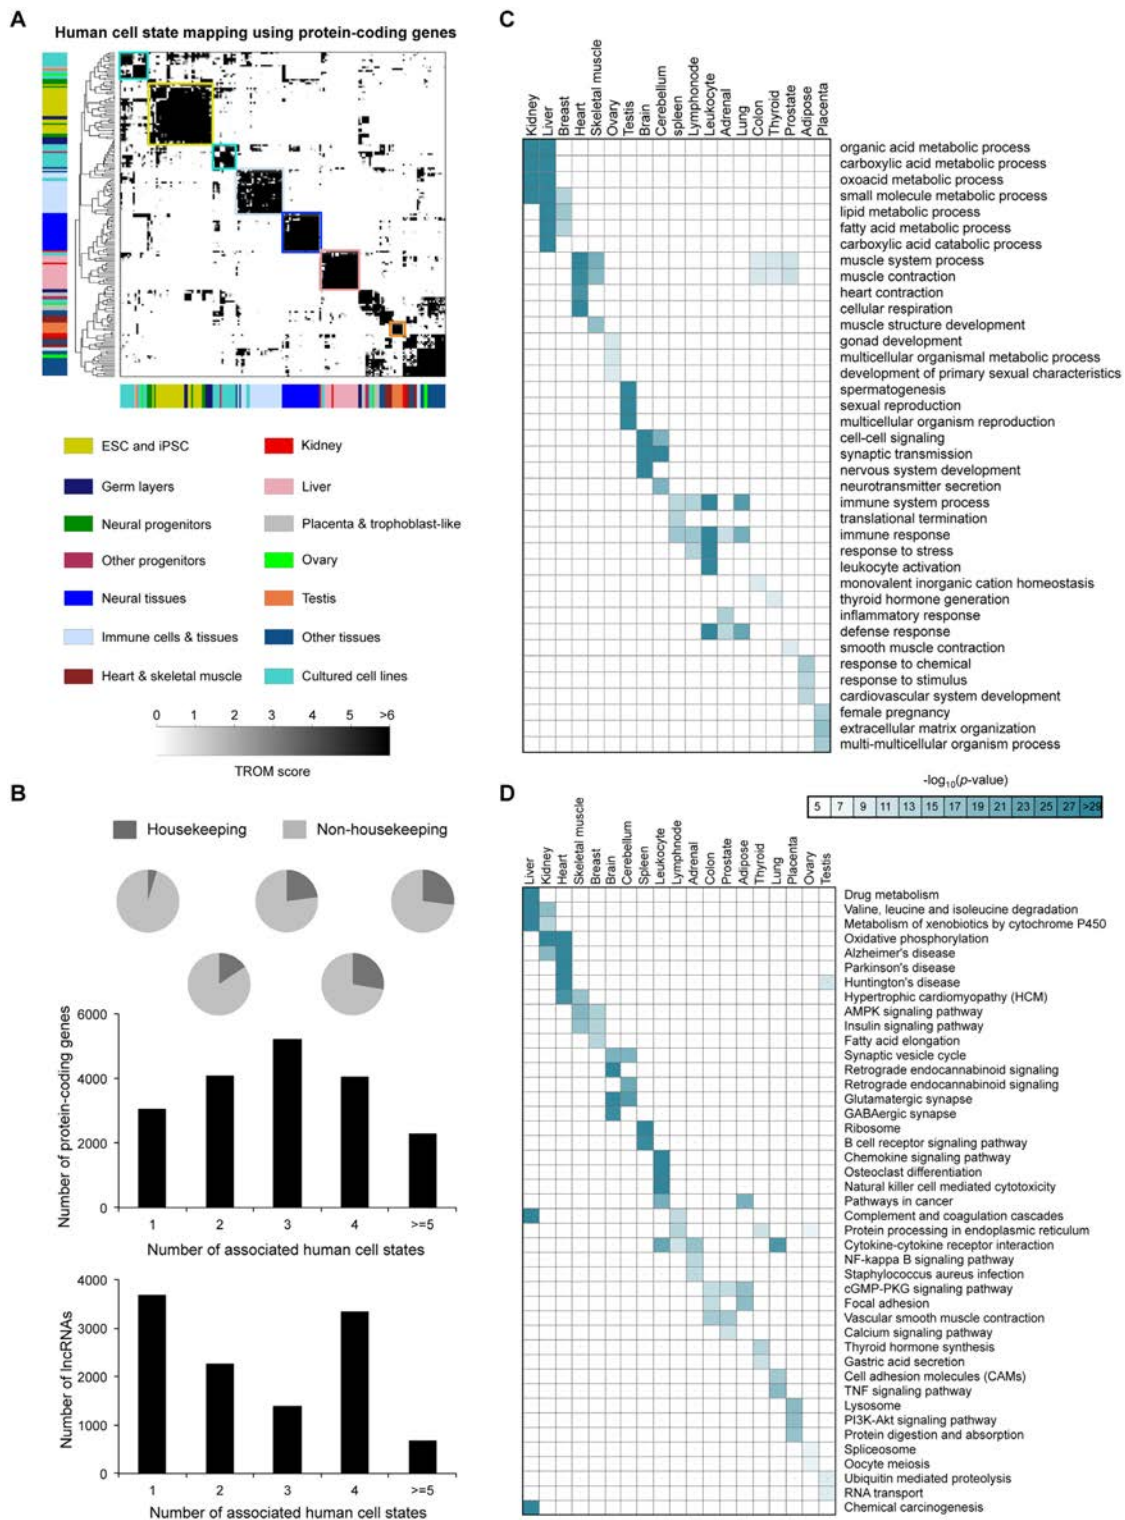 A
Human cell state mapping using protein-coding genes
ESC and iPSC
Kidney
Germ layers
Liver
Neural progenitors
Placenta & trophoblast-like
Other progenitors
Ovary
Neural tissues
Testis
Immune cells & tissues
Other tissues
Heart & skeletal muscle
Cultured cell lines
0 1 2 3 4 5 >6
TROM score
B
Housekeeping Non-housekeeping
Number of protein-coding genes
6000
4000
2000
0
1 2 3 4 >=5
Number of associated human cell states
Number of lncRNAs
4000
3000
2000
1000
0
1 2 3 4 >=5
Number of associated human cell states
C
Kidney
Liver
Breast
Heart
Skeletal muscle
Ovary
Testis
Brain
Cerebellum
spleen
Lymphonode
Leukocyte
Adrenal
Lung
Colon
Thyroid
Prostate
Adipose
Placenta
organic acid metabolic process
carboxylic acid metabolic process
oxoacid metabolic process
small molecule metabolic process
lipid metabolic process
fatty acid metabolic process
carboxylic acid catabolic process
muscle system process
muscle contraction
heart contraction
cellular respiration
muscle structure development
gonad development
multicellular organismal metabolic process
development of primary sexual characteristics
spermatogenesis
sexual reproduction
multicellular organism reproduction
cell-cell signaling
synaptic transmission
nervous system development
neurotransmitter secretion
immune system process
translational termination
immune response
response to stress
leukocyte activation
monovalent inorganic cation homeostasis
thyroid hormone generation
inflammatory response
defense response
smooth muscle contraction
response to chemical
response to stimulus
cardiovascular system development
female pregnancy
extracellular matrix organization
multi-multicellular organism process
-log10(p-value)
5 7 9 11 13 15 17 19 21 23 25 27 >29
D
Liver
Kidney
Heart
Skeletal muscle
Breast
Brain
Cerebellum
Spleen
Leukocyte
Lymphnode
Adrenal
Colon
Prostate
Adipose
Thyroid
Lung
Placenta
Ovary
Testis
Drug metabolism
Valine, leucine and isoleucine degradation
Metabolism of xenobiotics by cytochrome P450
Oxidative phosphorylation
Alzheimer's disease
Parkinson's disease
Huntington's disease
Hypertrophic cardiomyopathy (HCM)
AMPK signaling pathway
Insulin signaling pathway
Fatty acid elongation
Synaptic vesicle cycle
Retrograde endocannabinoid signaling
Retrograde endocannabinoid signaling
Glutamatergic synapse
GABAergic synapse
Ribosome
B cell receptor signaling pathway
Chemokine signaling pathway
Osteoclast differentiation
Natural killer cell mediated cytotoxicity
Pathways in cancer
Complement and coagulation cascades
Protein processing in endoplasmic reticulum
Cytokine-cytokine receptor interaction
NF-kappa B signaling pathway
Staphylococcus aureus infection
cGMP-PKG signaling pathway
Focal adhesion
Vascular smooth muscle contraction
Calcium signaling pathway
Thyroid hormone synthesis
Gastric acid secretion
Cell adhesion molecules (CAMs)
TNF signaling pathway
Lysosome
PI3K-Akt signaling pathway
Protein digestion and absorption
Spliceosome
Oocyte meiosis
Ubiquitin mediated proteolysis
RNA transport
Chemical carcinogenesis